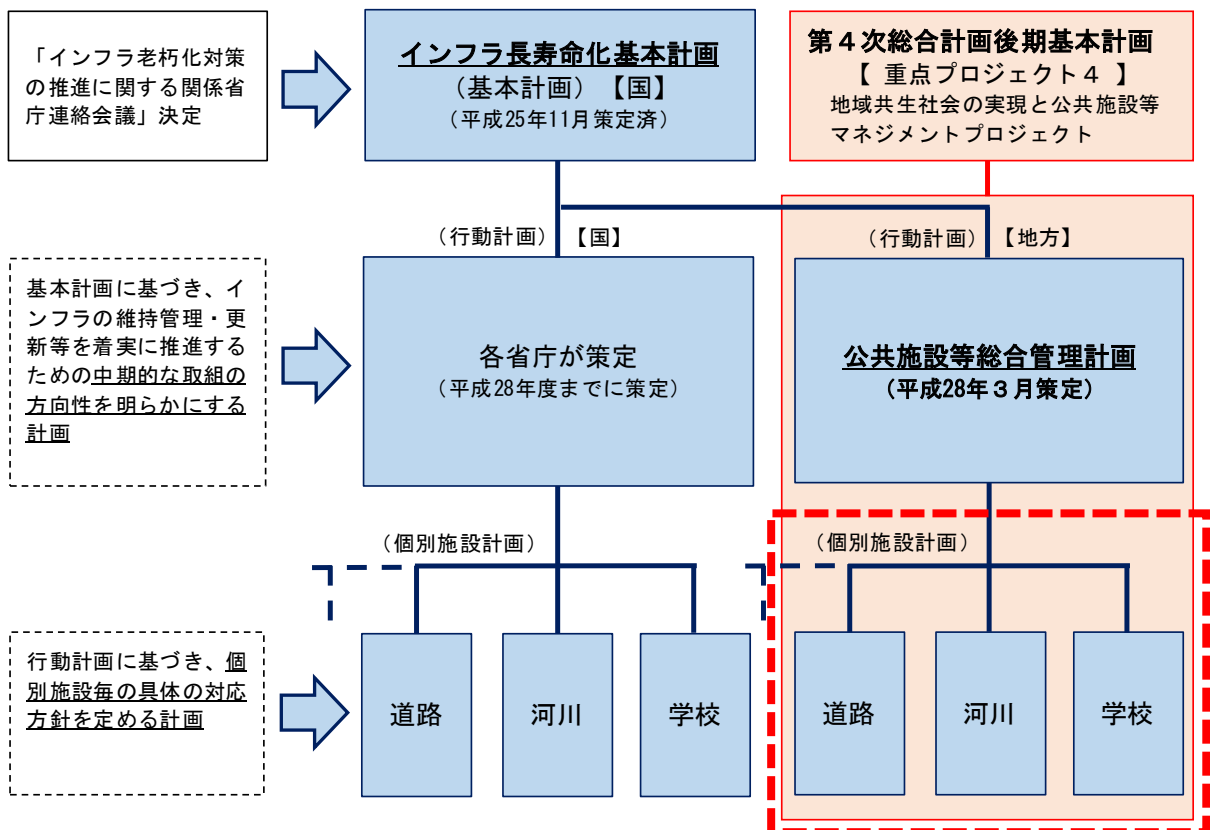 「インフラ老朽化対策
の推進に関する関係省
庁連絡会議」決定
インフラ長寿命化基本計画
（基本計画）【国】
（平成25年11月策定済）
第４次総合計画後期基本計画
【 重点プロジェクト４ 】
地域共生社会の実現と公共施設等
マネジメントプロジェクト
（行動計画）【国】
（行動計画）【地方】
基本計画に基づき、イ
ンフラの維持管理・更
新等を着実に推進する
ための中期的な取組の
方向性を明らかにする
計画
各省庁が策定
（平成28年度までに策定）
公共施設等総合管理計画
（平成28年３月策定）
（個別施設計画）
（個別施設計画）
行動計画に基づき、個
別施設毎の具体の対応
方針を定める計画
道路
河川
学校
道路
河川
学校